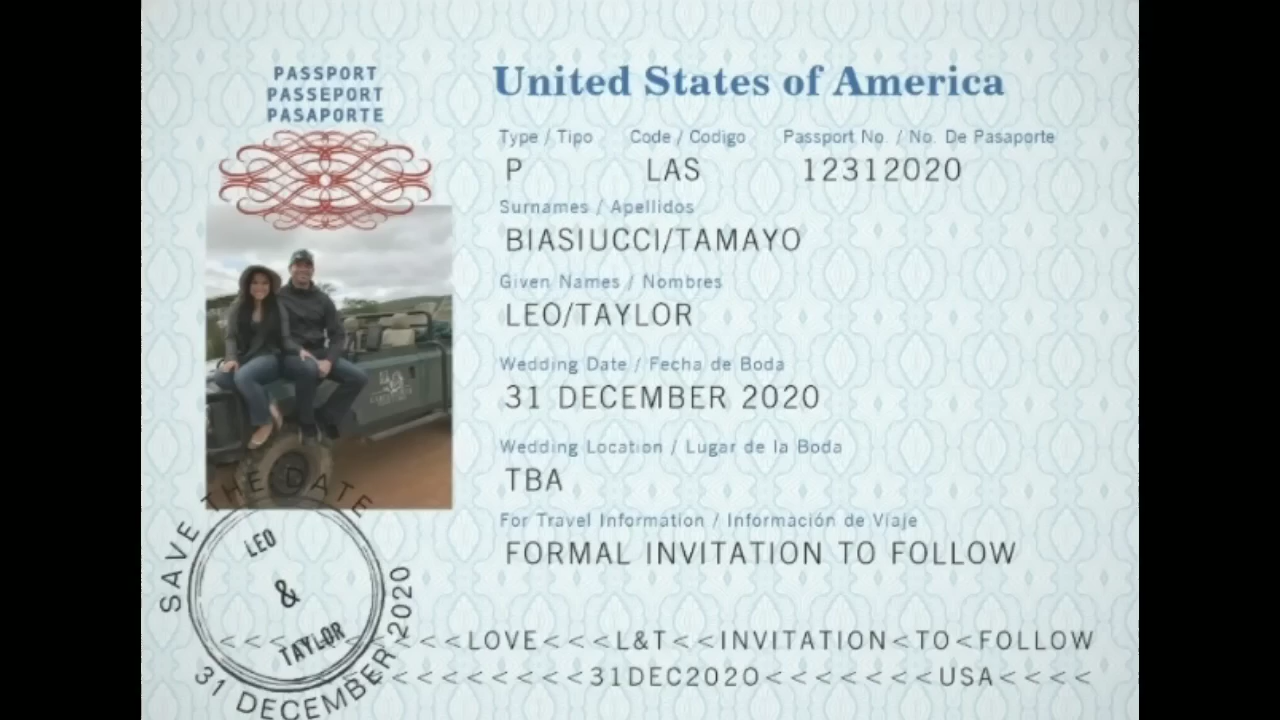 PASSPORT
PASSEPORT
PASAPORTE
United States of America
Type / Tipo Code / Codigo Passport No. / No. De Pasaporte
P LAS 12312020
Surnames / Apellidos
BIASIUCCI/TAMAYO
Given Names / Nombres
LEO/TAYLOR
Wedding Date / Fecha de Boda
31 DECEMBER 2020
Wedding Location / Lugar de la Boda
TBA
For Travel Information / Información de Viaje
FORMAL INVITATION TO FOLLOW
SAVE THE DATE
LEO
&
TAYLOR
31 DECEMBER 2020
<<<<<<<LOVE<<<L&T<<INVITATION<TO<FOLLOW
<<<<<<<<<<31DEC2020<<<<<<<USA<<<<